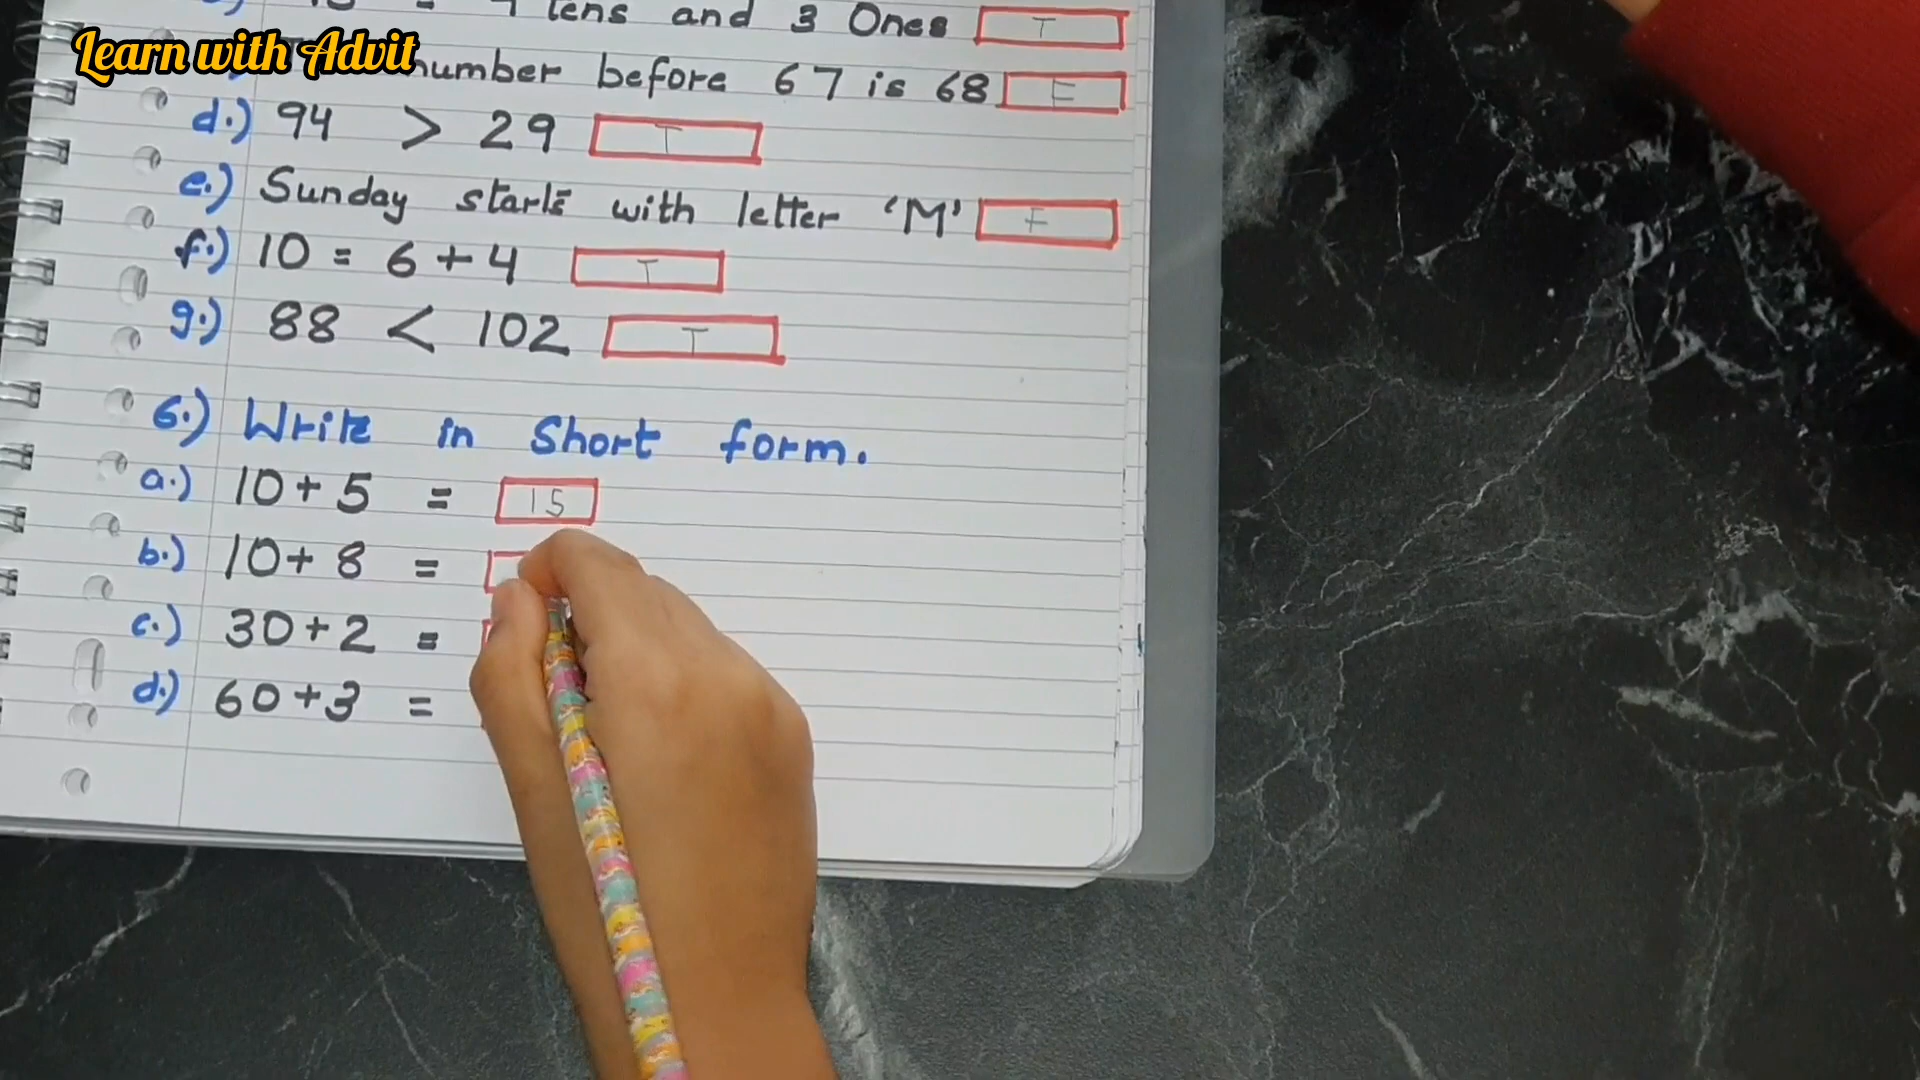 = 4 tens and 3 Ones T
Learn with Advit
number before 67 is 68 F
d.) 94 > 29 T
e.) Sunday starts with letter 'M' F
f.) 10 = 6 + 4 T
g.) 88 < 102 T
6.) Write in Short form.
a.) 10 + 5 = 15
b.) 10 + 8 =
c.) 30 + 2 =
d.) 60 + 3 =